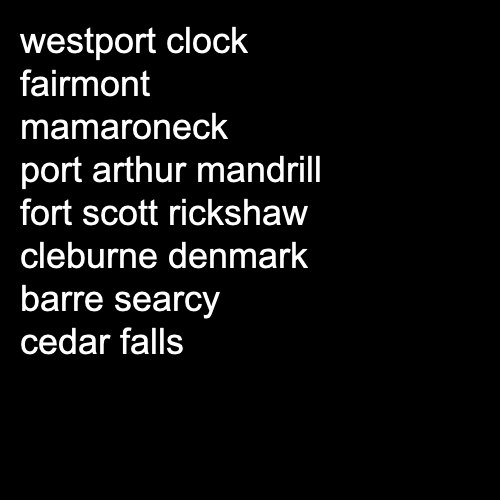 westport clock
fairmont
mamaroneck
port arthur mandrill
fort scott rickshaw
cleburne denmark
barre searcy
cedar falls